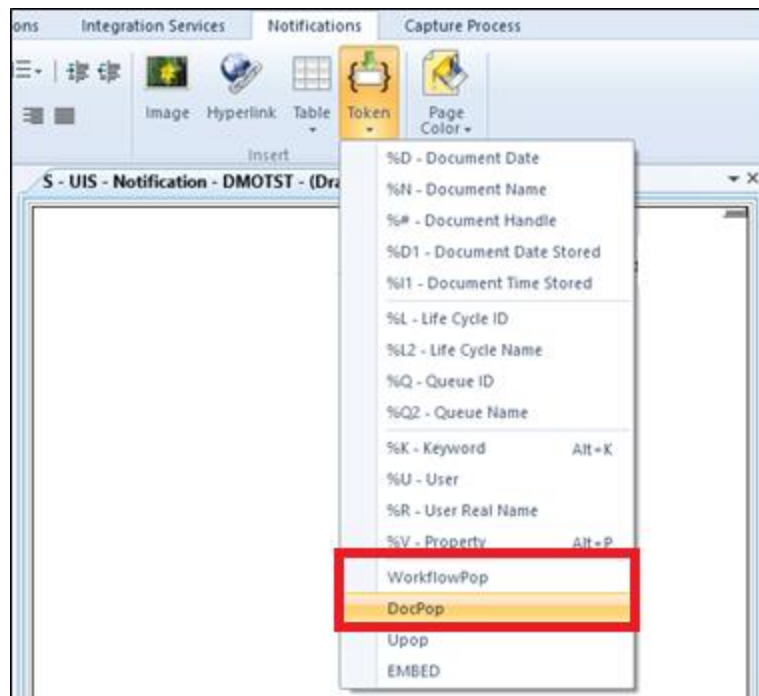 ons Integration Services Notifications Capture Process
Image Hyperlink Table Token Page Color
Insert
S - UIS - Notification - DMOTST - (Dra
%D - Document Date
%N - Document Name
%# - Document Handle
%D1 - Document Date Stored
%I1 - Document Time Stored
%L - Life Cycle ID
%L2 - Life Cycle Name
%Q - Queue ID
%Q2 - Queue Name
%K - Keyword Alt+K
%U - User
%R - User Real Name
%V - Property Alt+P
WorkflowPop
DocPop
Upop
EMBED